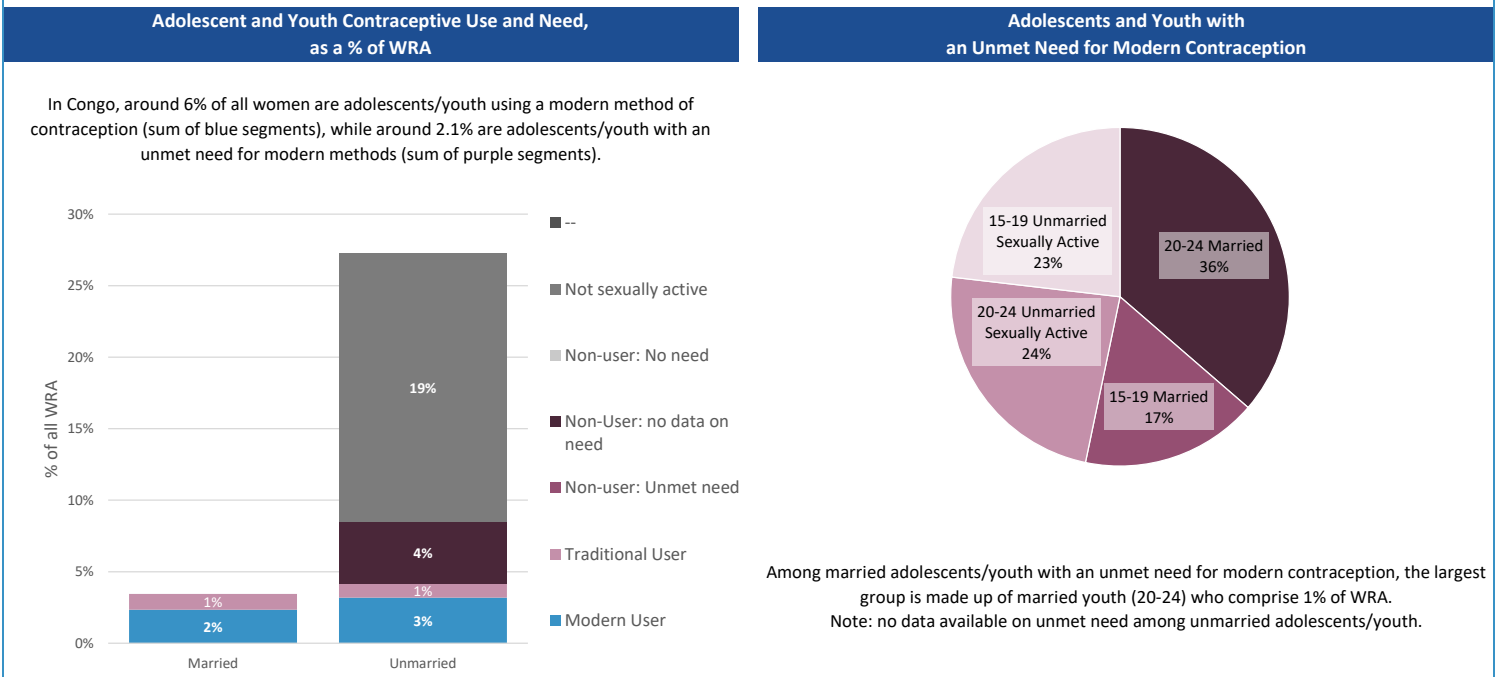 Adolescent and Youth Contraceptive Use and Need,
as a % of WRA
In Congo, around 6% of all women are adolescents/youth using a modern method of
contraception (sum of blue segments), while around 2.1% are adolescents/youth with an
unmet need for modern methods (sum of purple segments).
% of all WRA
30%
25%
20%
15%
10%
5%
0%
19%
4%
1%
3%
1%
2%
Married
Unmarried
--
Not sexually active
Non-user: No need
Non-User: no data on
need
Non-user: Unmet need
Traditional User
Modern User
Adolescents and Youth with
an Unmet Need for Modern Contraception
15-19 Unmarried
Sexually Active
23%
20-24 Married
36%
20-24 Unmarried
Sexually Active
24%
15-19 Married
17%
Among married adolescents/youth with an unmet need for modern contraception, the largest
group is made up of married youth (20-24) who comprise 1% of WRA.
Note: no data available on unmet need among unmarried adolescents/youth.